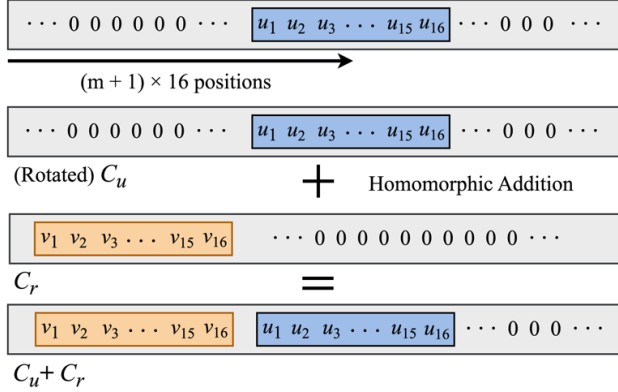 ··· 0 0 0 0 0 0 ··· u₁ u₂ u₃ ··· u₁₅ u₁₆ ··· 0 0 0 ···
(m + 1) × 16 positions
··· 0 0 0 0 0 0 ··· u₁ u₂ u₃ ··· u₁₅ u₁₆ ··· 0 0 0 ···
(Rotated) Cᵤ + Homomorphic Addition
v₁ v₂ v₃ ··· v₁₅ v₁₆ ··· 0 0 0 0 0 0 0 0 0 0 ···
Cᵣ =
v₁ v₂ v₃ ··· v₁₅ v₁₆ u₁ u₂ u₃ ··· u₁₅ u₁₆ ··· 0 0 0 ···
Cᵤ + Cᵣ